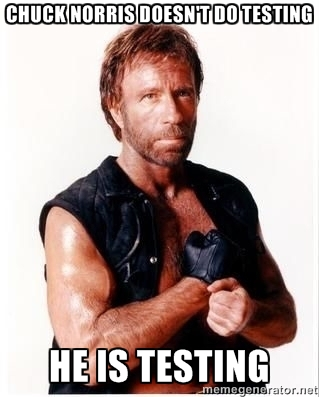 CHUCK NORRIS DOESN'T DO TESTING
HE IS TESTING
memegenerator.net